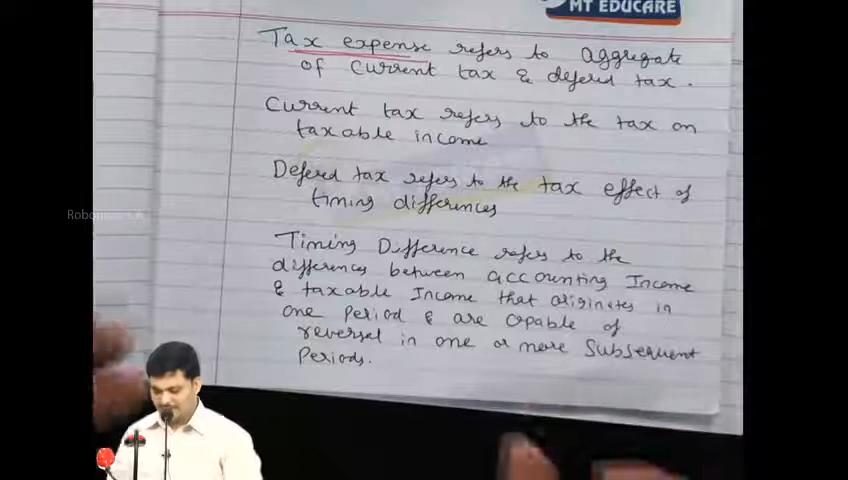 MT EDUCARE
Tax expense refers to aggregate
of current tax & defered tax.
Current tax refers to the tax on
taxable income
Defered tax refers to the tax effect of
timing differences
Timing Difference refers to the
differences between accounting Income
& taxable Income that originates in
one period & are capable of
reversel in one or more subsequent
Periods.